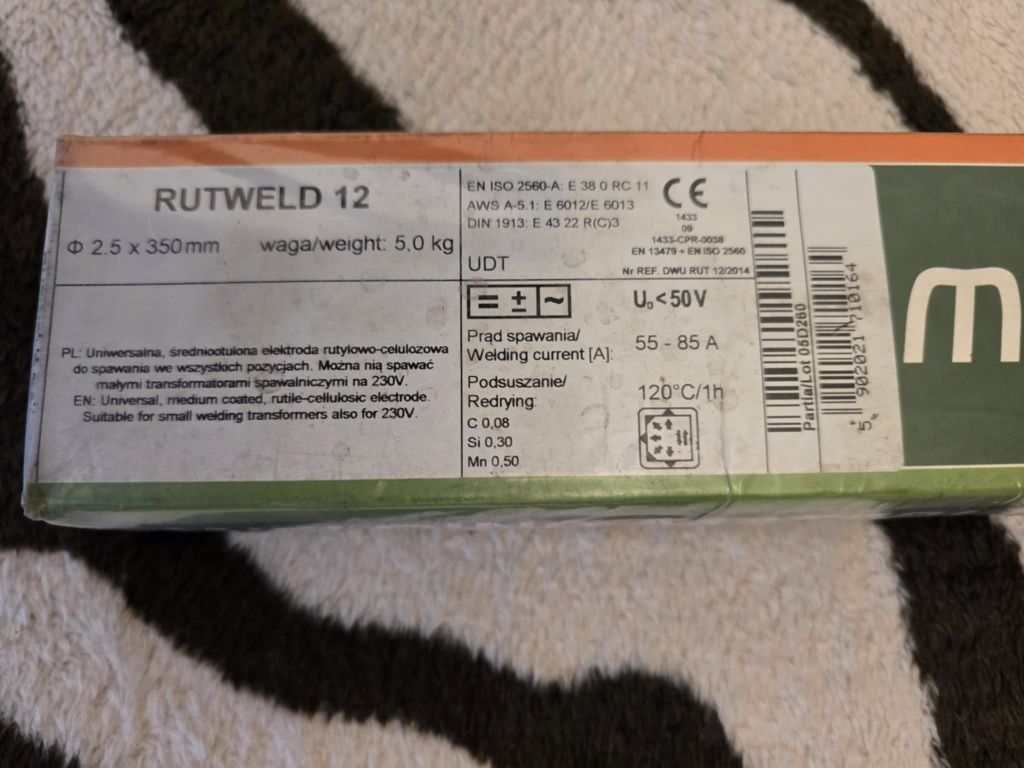 RUTWELD 12
Φ 2.5 x 350mm waga/weight: 5,0 kg
PL: Uniwersalna, średniootulona elektroda rutylowo-celulozowa
do spawania we wszystkich pozycjach. Można nią spawać
małymi transformatorami spawalniczymi na 230V.
EN: Universal, medium coated, rutile-cellulosic electrode.
Suitable for small welding transformers also for 230V.
EN ISO 2560-A: E 38 0 RC 11
AWS A-5.1: E 6012/E 6013
DIN 1913: E 43 22 R(C)3
UDT
CE
1433
09
1433-CPR-0038
EN 13479 + EN ISO 2560
Nr REF. DWU RUT 12/2014
= ± ~
U₀<50V
Prąd spawania/
Welding current [A]: 55 - 85 A
Podsuszanie/
Redrying: 120°C/1h
C 0,08
Si 0,30
Mn 0,50
Partia/Lot 05D260
5 902021 710164
m